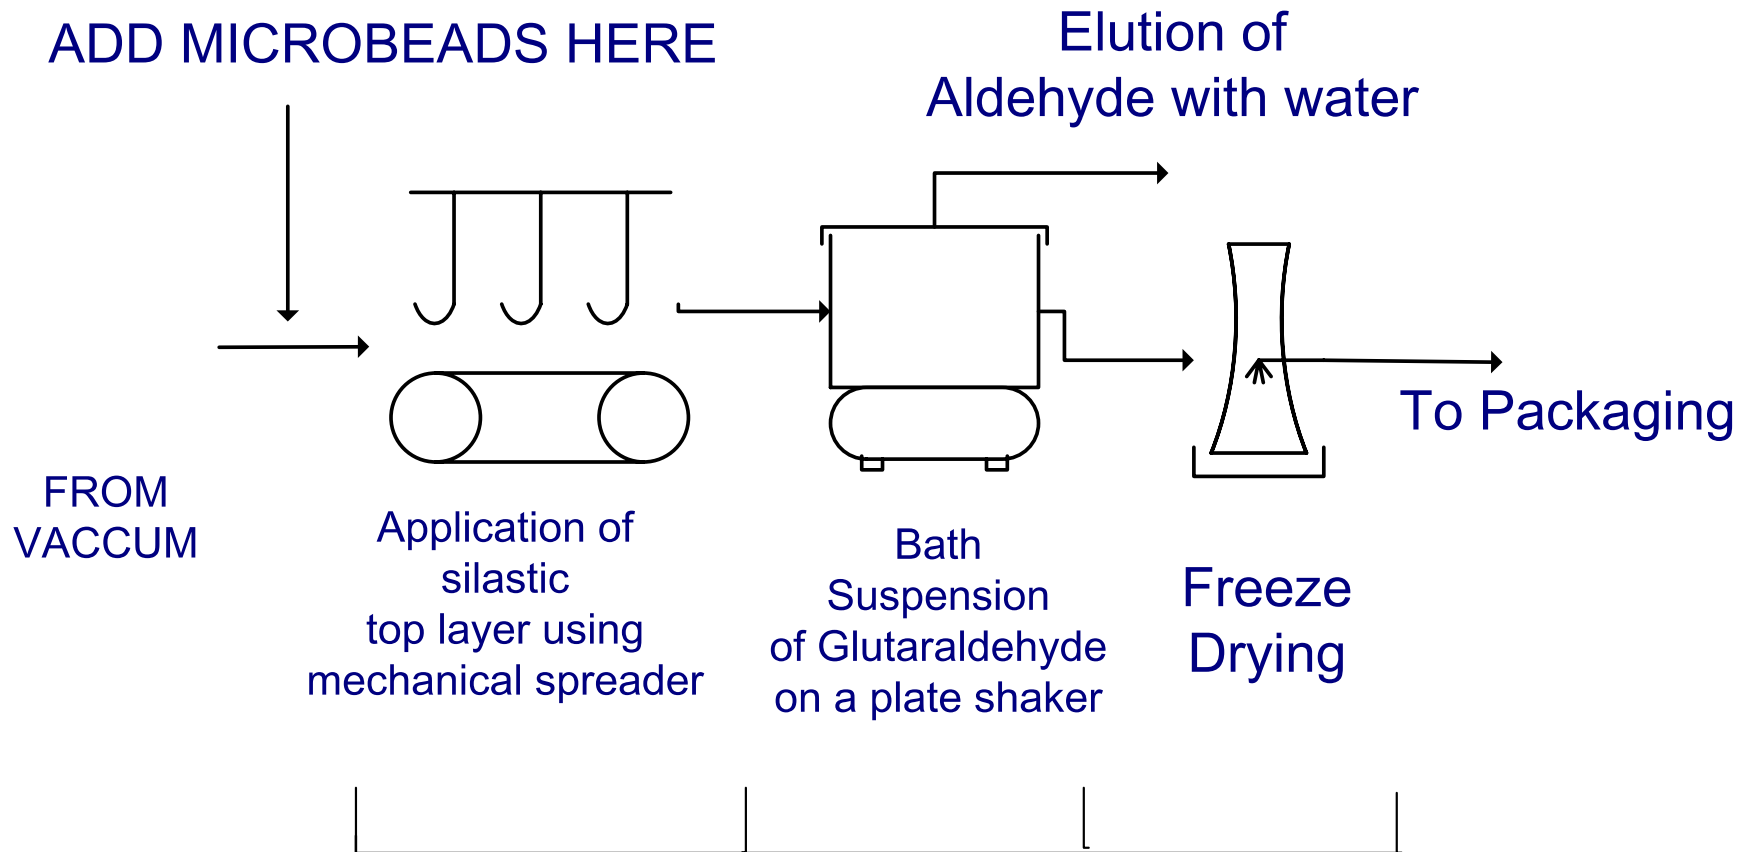 ADD MICROBEADS HERE
Elution of
Aldehyde with water
To Packaging
FROM
VACCUM
Application of
silastic
top layer using
mechanical spreader
Bath
Suspension
of Glutaraldehyde
on a plate shaker
Freeze
Drying